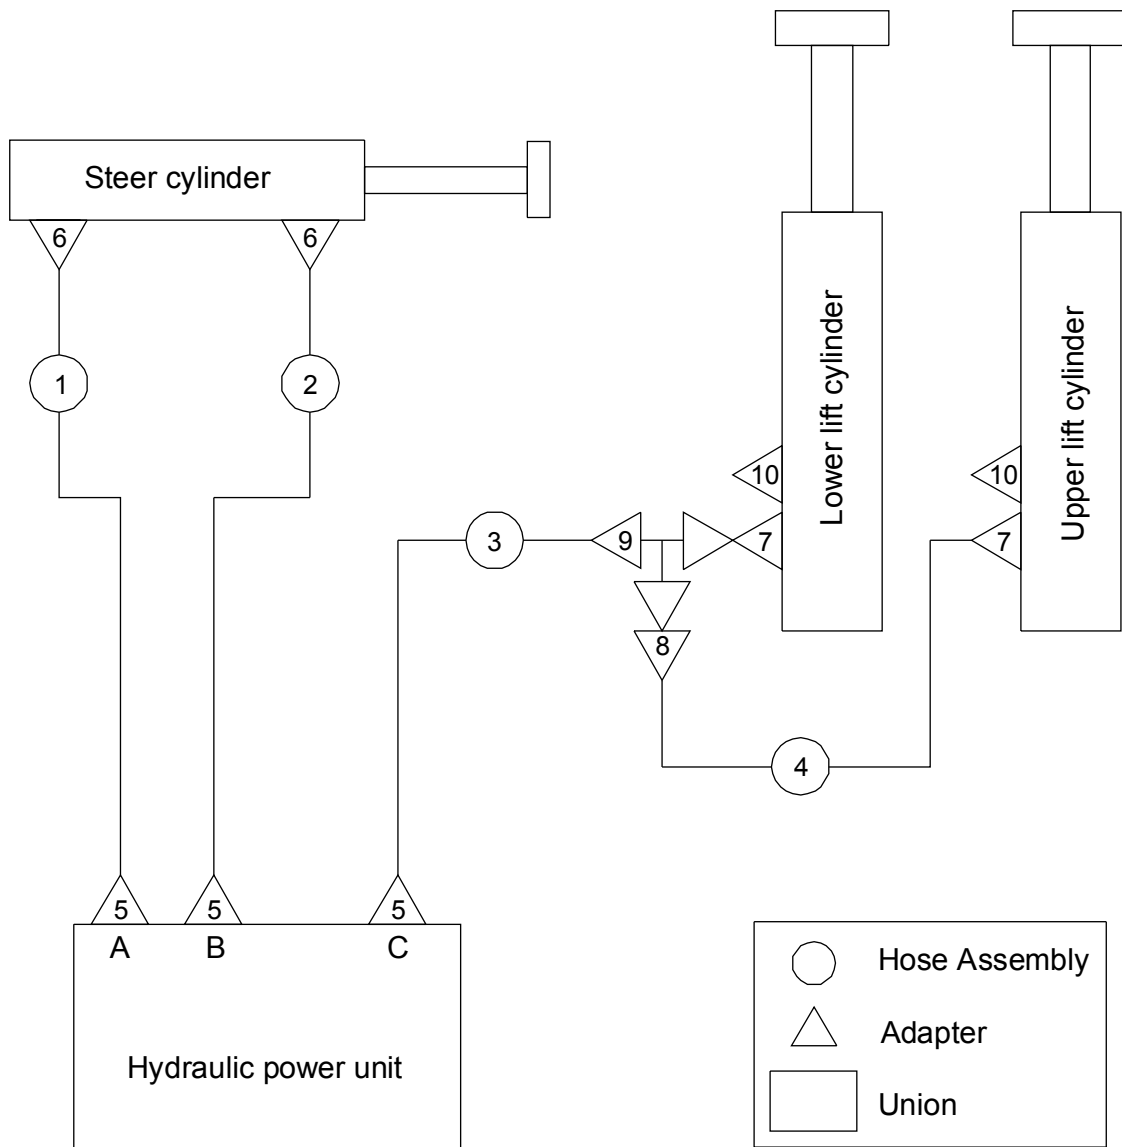 Steer cylinder
6
6
1
2
Lower lift cylinder
Upper lift cylinder
10
10
3
9
7
7
8
4
5
5
5
A
B
C
Hydraulic power unit
Hose Assembly
Adapter
Union